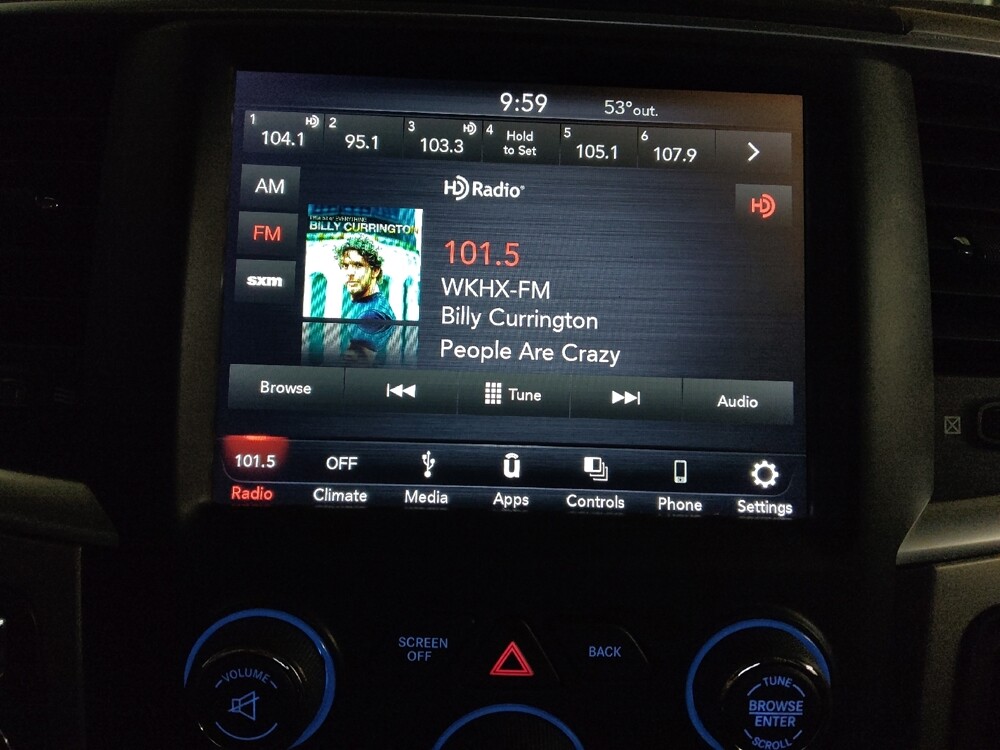 9:59 53°out.
1 104.1 HD 2 95.1 3 103.3 HD 4 Hold to Set 5 105.1 6 107.9
AM
HD Radio®
HD
FM
BILLY CURRINGTON
101.5
sxm
WKHX-FM
Billy Currington
People Are Crazy
Browse Tune Audio
101.5 OFF
Radio Climate Media Apps Controls Phone Settings
SCREEN
OFF
BACK
VOLUME
TUNE
BROWSE
ENTER
SCROLL